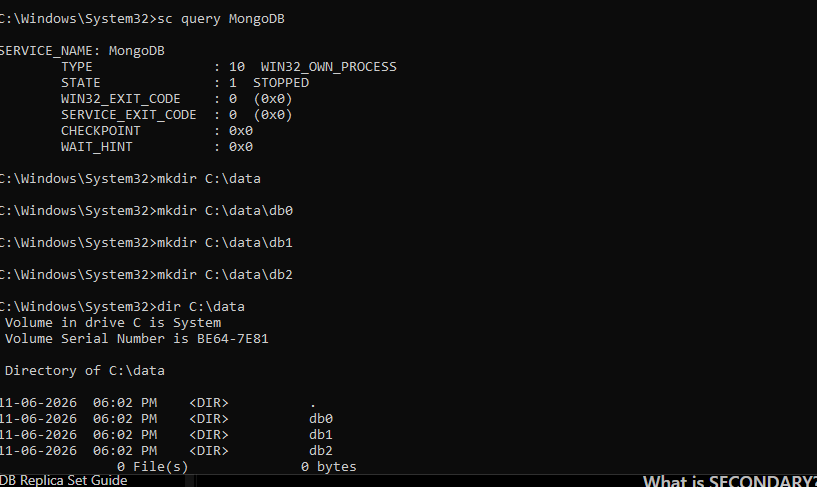 C:\Windows\System32>sc query MongoDB
SERVICE_NAME: MongoDB
TYPE : 10 WIN32_OWN_PROCESS
STATE : 1 STOPPED
WIN32_EXIT_CODE : 0 (0x0)
SERVICE_EXIT_CODE : 0 (0x0)
CHECKPOINT : 0x0
WAIT_HINT : 0x0
C:\Windows\System32>mkdir C:\data
C:\Windows\System32>mkdir C:\data\db0
C:\Windows\System32>mkdir C:\data\db1
C:\Windows\System32>mkdir C:\data\db2
C:\Windows\System32>dir C:\data
Volume in drive C is System
Volume Serial Number is BE64-7E81
Directory of C:\data
11-06-2026 06:02 PM <DIR> .
11-06-2026 06:02 PM <DIR> db0
11-06-2026 06:02 PM <DIR> db1
11-06-2026 06:02 PM <DIR> db2
0 File(s) 0 bytes
DB Replica Set Guide
What is SECONDARY?